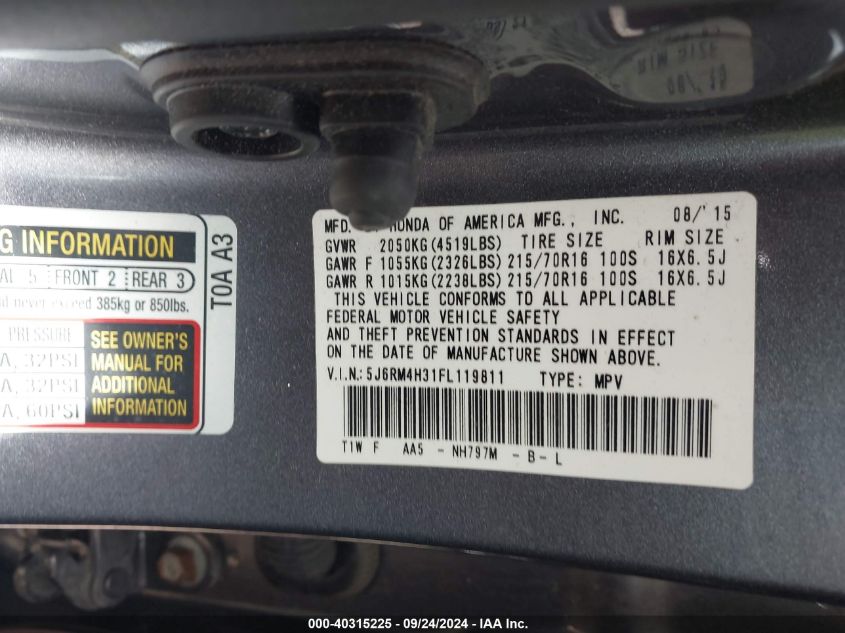 G INFORMATION
AL 5 FRONT 2 REAR 3
nd never exceed 385kg or 850lbs.
PRESSURE
A, 32PSI
A, 32PSI
A, 60PSI
SEE OWNER'S
MANUAL FOR
ADDITIONAL
INFORMATION
T0A A3
MFD. HONDA OF AMERICA MFG., INC. 08/'15
GVWR 2050KG(4519LBS) TIRE SIZE RIM SIZE
GAWR F 1055KG(2326LBS) 215/70R16 100S 16X6.5J
GAWR R 1015KG(2238LBS) 215/70R16 100S 16X6.5J
THIS VEHICLE CONFORMS TO ALL APPLICABLE
FEDERAL MOTOR VEHICLE SAFETY
AND THEFT PREVENTION STANDARDS IN EFFECT
ON THE DATE OF MANUFACTURE SHOWN ABOVE.
V.I.N.: 5J6RM4H31FL119811 TYPE: MPV
T1W F AA5 - NH797M - B - L
000-40315225 - 09/24/2024 - IAA Inc.